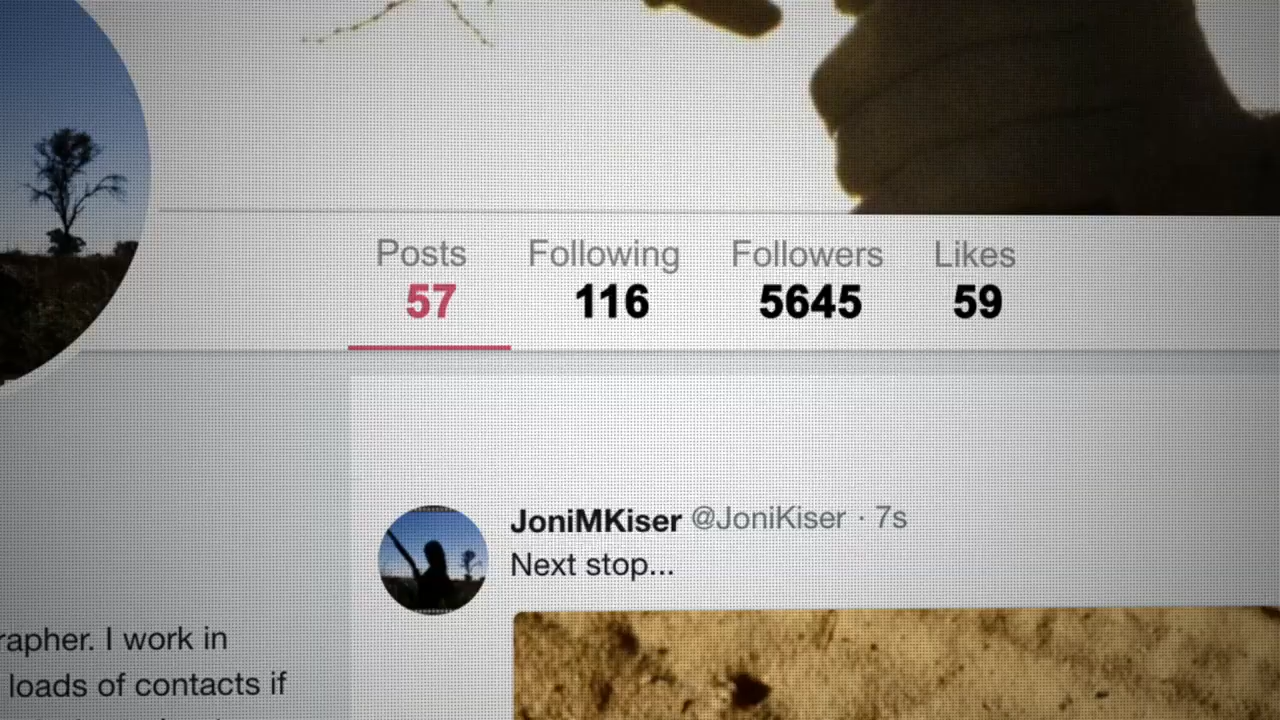 Posts Following Followers Likes
57 116 5645 59
JoniMKiser @JoniKiser · 7s
Next stop...
rapher. I work in
loads of contacts if